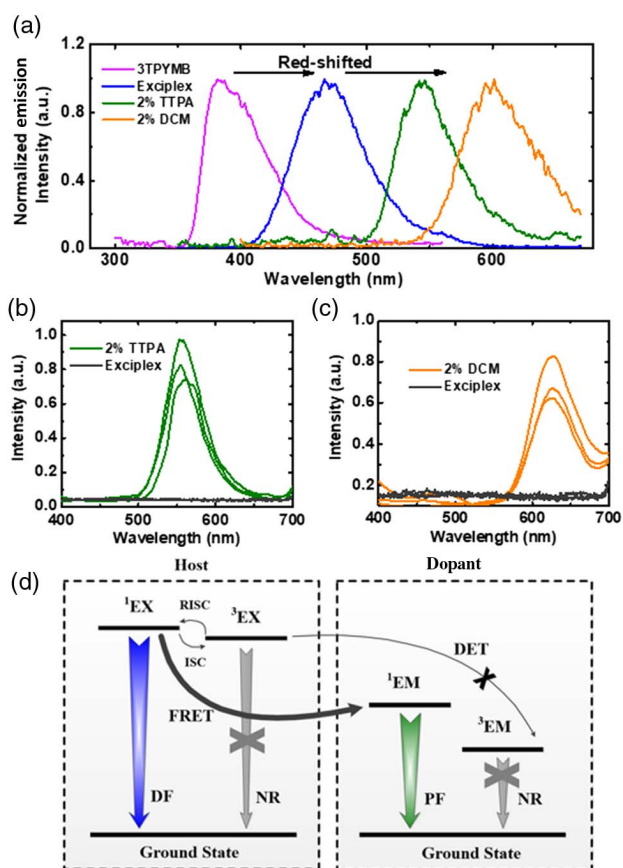 (a)
Normalized emission
Intensity (a.u.)
1.2
0.8
0.4
0.0
3TPYMB
Exciplex
2% TTPA
2% DCM
Red-shifted
300 400 500 600
Wavelength (nm)
(b)
Intensity (a.u.)
1.0
0.8
0.6
0.4
0.2
0.0
2% TTPA
Exciplex
400 500 600 700
Wavelength (nm)
(c)
Intensity (a.u.)
1.0
0.8
0.6
0.4
0.2
2% DCM
Exciplex
400 500 600 700
Wavelength (nm)
(d)
Host
Dopant
¹EX
RISC
ISC
³EX
DET
FRET
¹EM
³EM
DF
NR
PF
NR
Ground State
Ground State